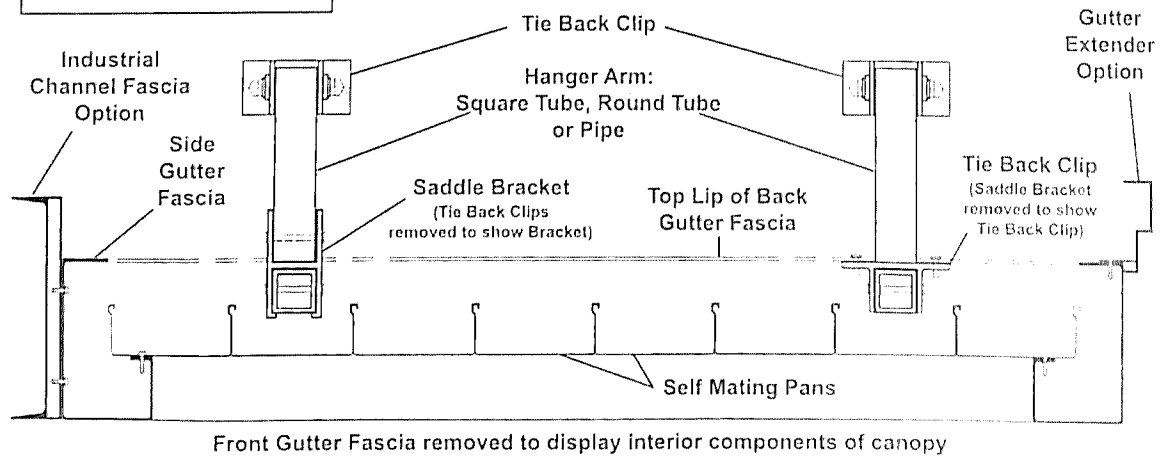 Tie Back Clip
Gutter
Extender
Option
Industrial
Channel Fascia
Option
Hanger Arm:
Square Tube, Round Tube
or Pipe
Side
Gutter
Fascia
Saddle Bracket
(Tie Back Clips
removed to show Bracket)
Top Lip of Back
Gutter Fascia
Tie Back Clip
(Saddle Bracket
removed to show
Tie Back Clip)
Self Mating Pans
Front Gutter Fascia removed to display interior components of canopy